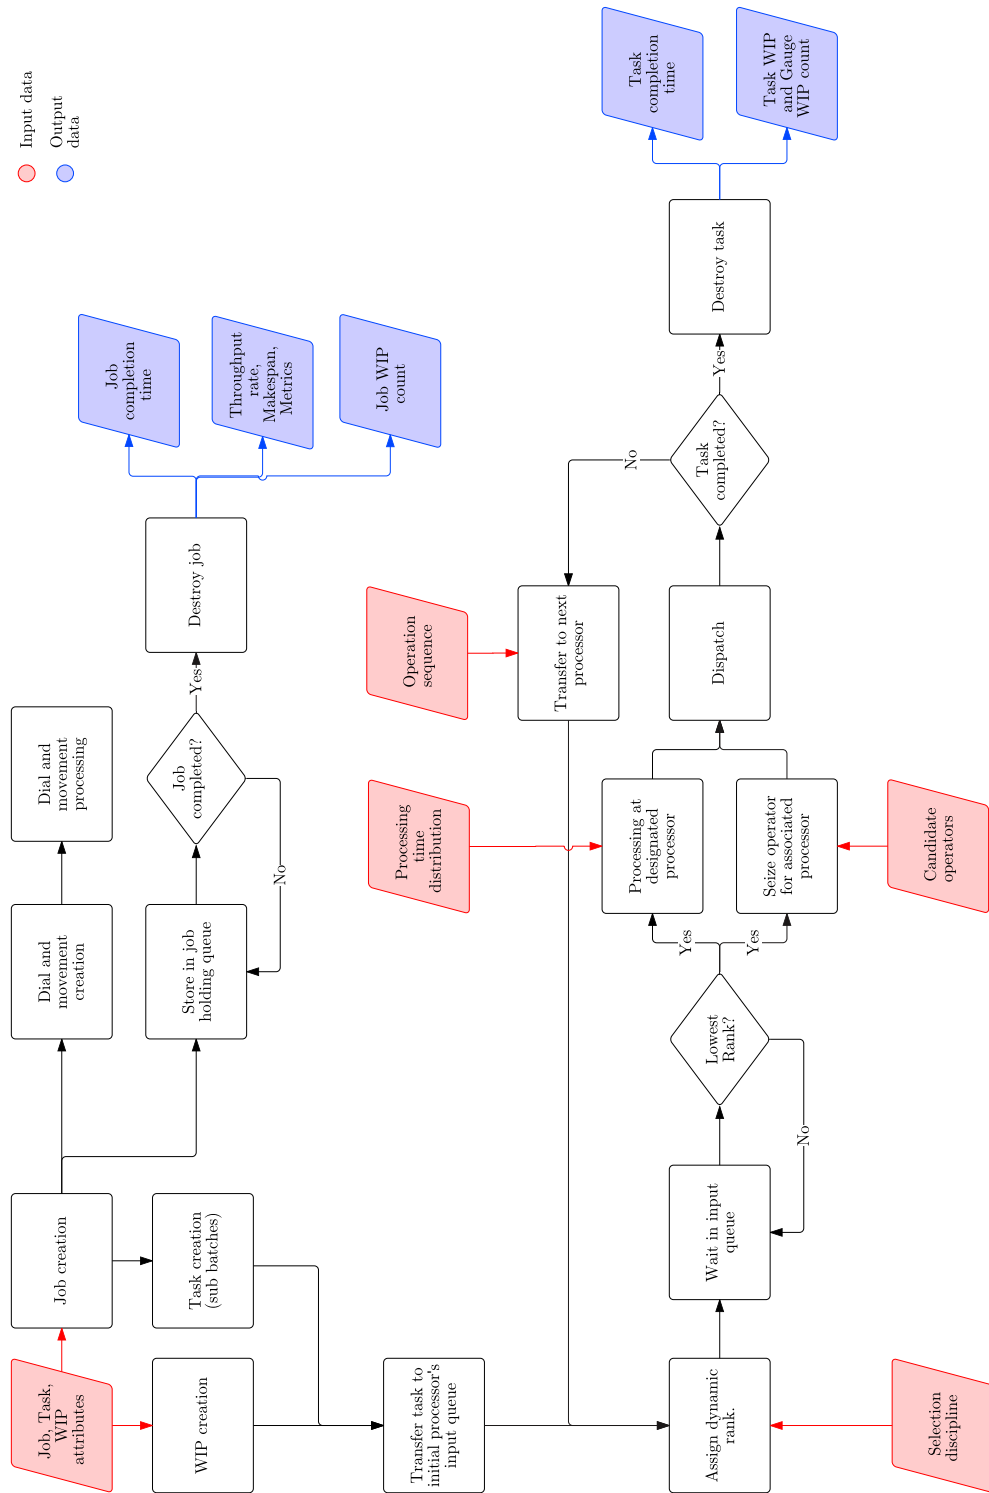 Input data
Output
data
Job, Task,
WIP
attributes
Job creation
Dial and
movement
creation
Dial and
movement
processing
WIP creation
Task creation
(sub batches)
Store in job
holding queue
Job
completed?
Yes
No
Destroy job
Job
completion
time
Throughput
rate,
Makespan,
Metrics
Job WIP
count
Transfer task to
initial processor's
input queue
Processing
time
distribution
Operation
sequence
Transfer to next
processor
No
Assign dynamic
rank.
Wait in input
queue
Lowest
Rank?
No
Yes
Yes
Processing at
designated
processor
Seize operator
for associated
processor
Dispatch
Task
completed?
Yes
Destroy task
Task
completion
time
Task WIP
and Gauge
WIP count
Selection
discipline
Candidate
operators